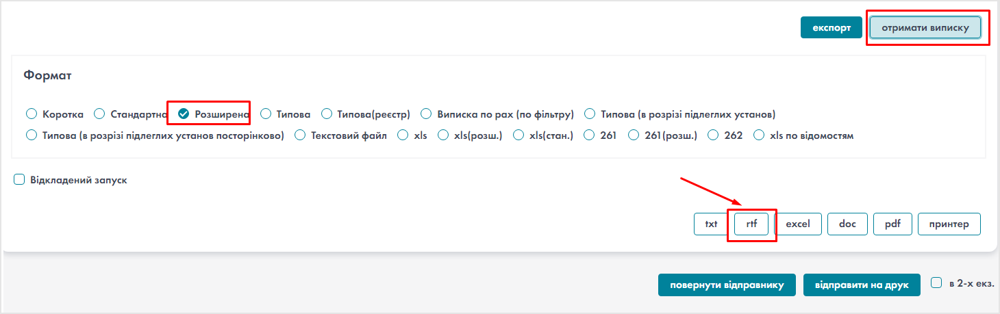 експорт отримати виписку
Формат
Коротка Стандартна Розширена Типова Типова(реєстр) Виписка по рах (по фільтру) Типова (в розрізі підлеглих установ)
Типова (в розрізі підлеглих установ посторінково) Текстовий файл xls xls(розш.) xls(стан.) 261 261(розш.) 262 xls по відомостям
Відкладений запуск
txt rtf excel doc pdf принтер
повернути відправнику відправити на друк в 2-х екз.